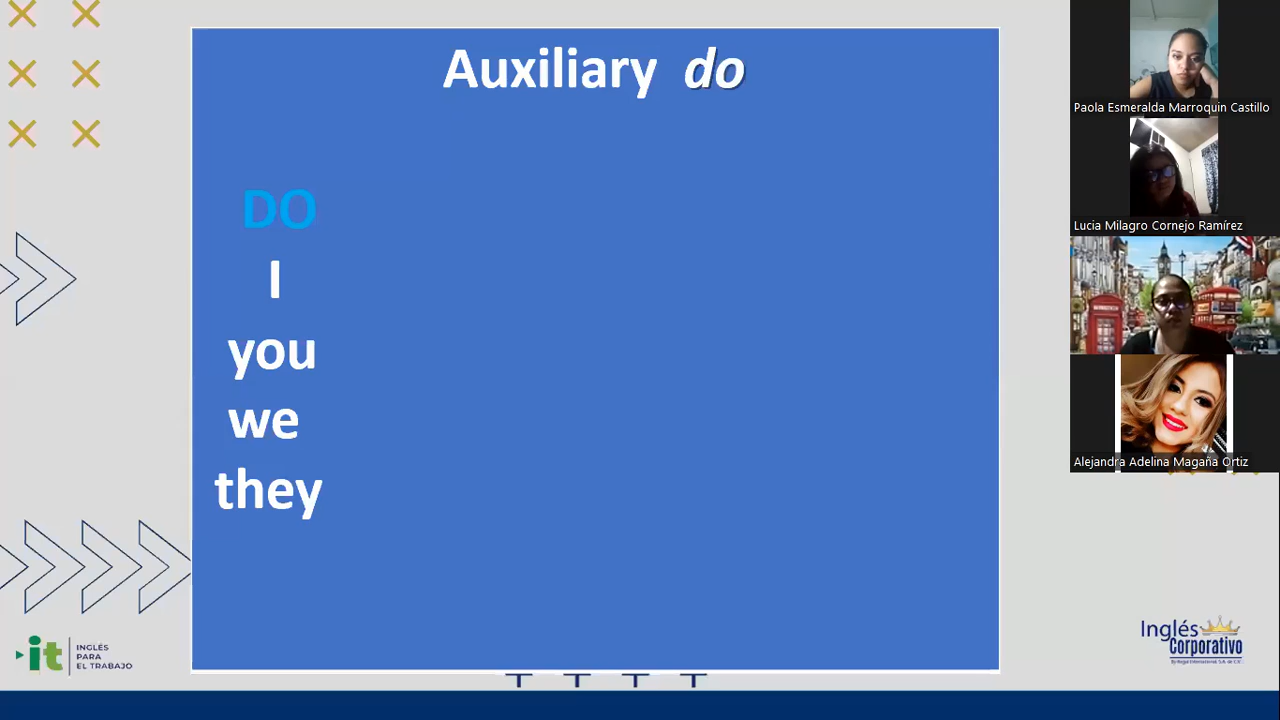 Auxiliary do
DO
I
you
we
they
Paola Esmeralda Marroquin Castillo
Lucia Milagro Cornejo Ramírez
Alejandra Adelina Magaña Ortiz
it
INGLÉS
PARA
EL TRABAJO
Inglés
Corporativo